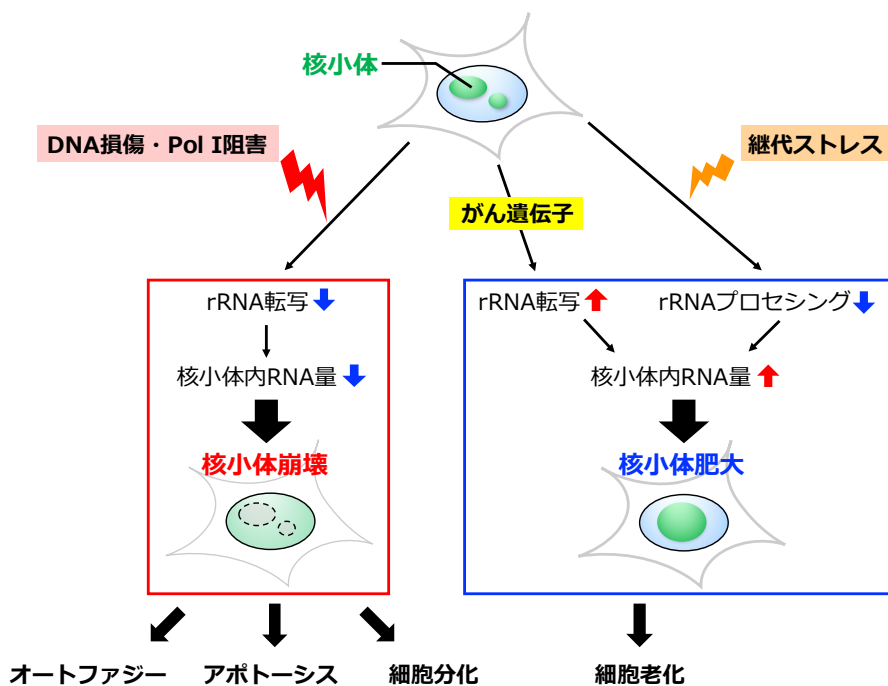 核小体
DNA損傷・Pol I阻害
継代ストレス
がん遺伝子
rRNA転写
核小体内RNA量
核小体崩壊
rRNA転写
rRNAプロセシング
核小体内RNA量
核小体肥大
オートファジー
アポトーシス
細胞分化
細胞老化